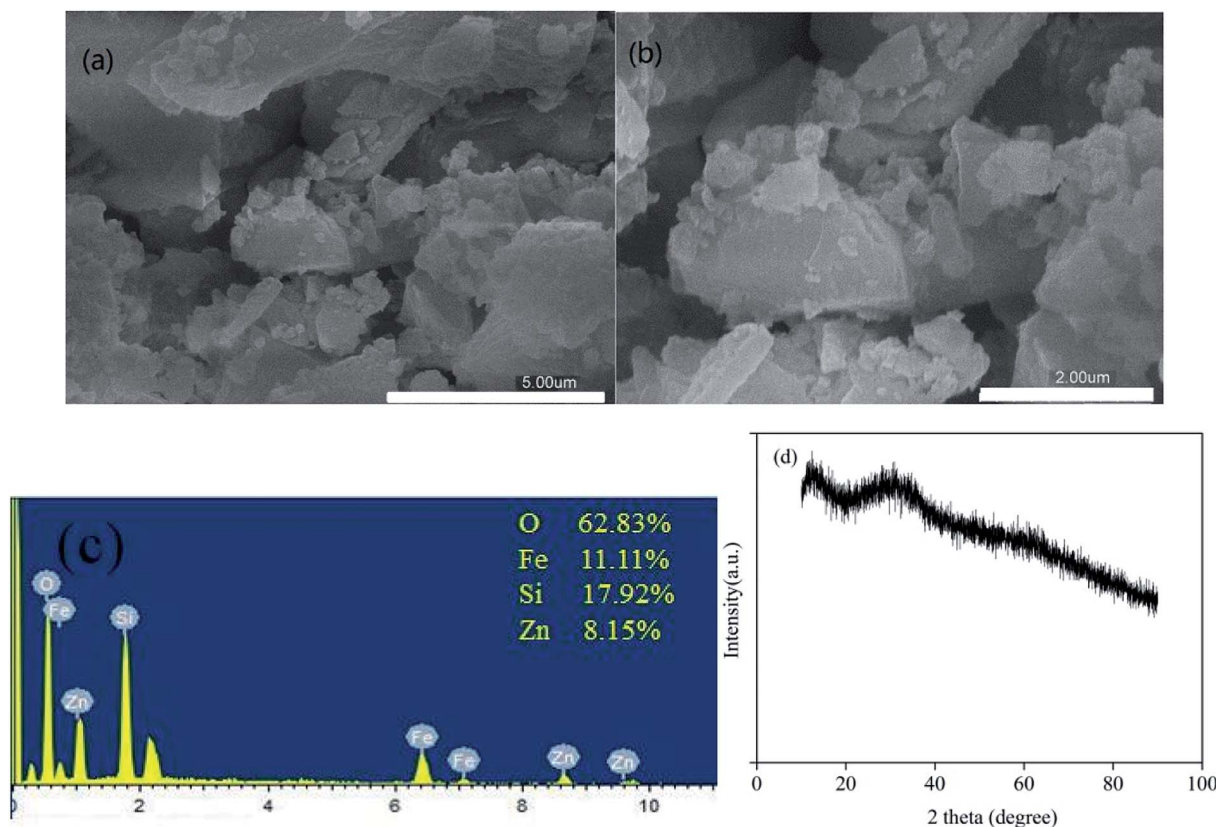 (a)
5.00um
(b)
2.00um
(c)
O 62.83%
Fe 11.11%
Si 17.92%
Zn 8.15%
O
Fe
Si
Zn
Fe
Fe
Zn
Zn
0 2 4 6 8 10
(d)
Intensity(a.u.)
0 20 40 60 80 100
2 theta (degree)